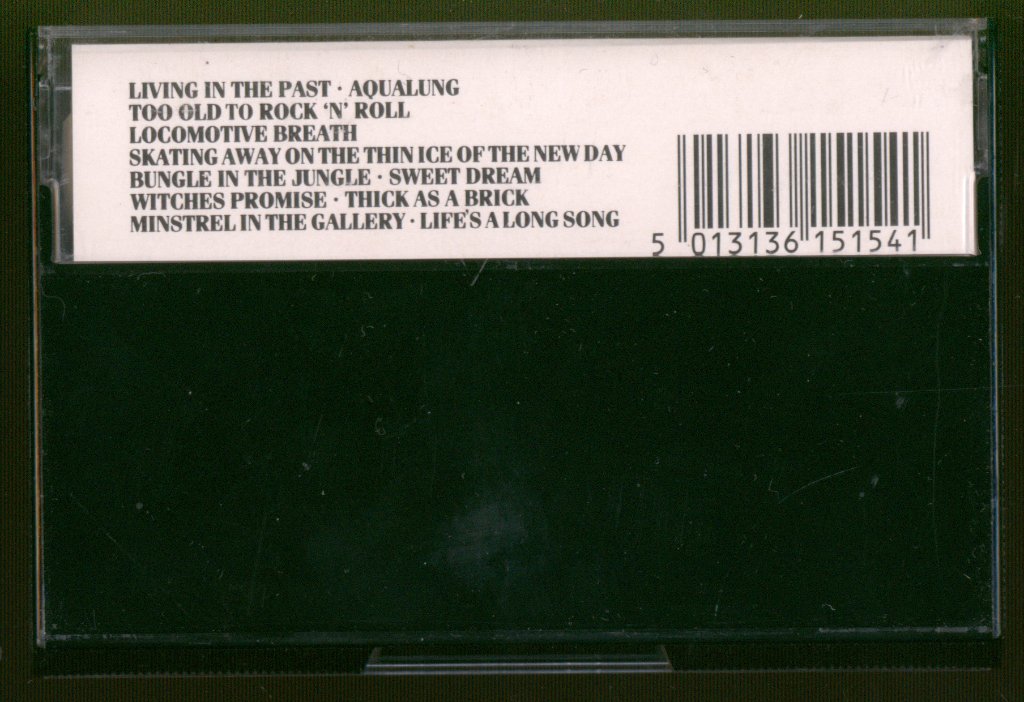 LIVING IN THE PAST · AQUALUNG
TOO OLD TO ROCK ‘N’ ROLL
LOCOMOTIVE BREATH
SKATING AWAY ON THE THIN ICE OF THE NEW DAY
BUNGLE IN THE JUNGLE · SWEET DREAM
WITCHES PROMISE · THICK AS A BRICK
MINSTREL IN THE GALLERY · LIFE'S A LONG SONG
5 013136 151541